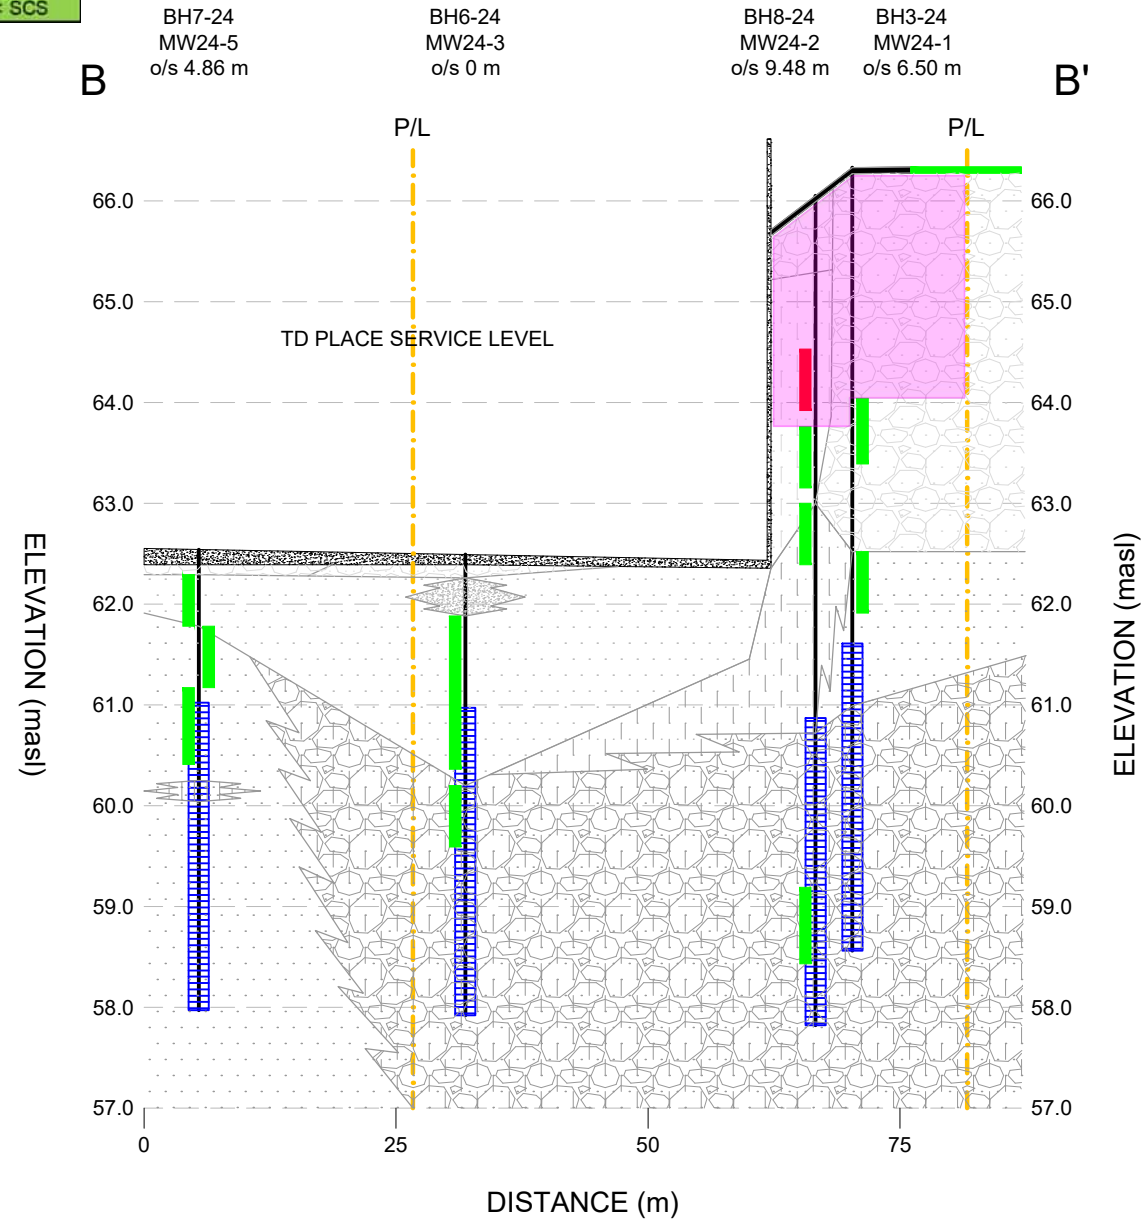 < SCS
BH7-24
MW24-5
o/s 4.86 m
BH6-24
MW24-3
o/s 0 m
BH8-24
MW24-2
o/s 9.48 m
BH3-24
MW24-1
o/s 6.50 m
B
B'
P/L
P/L
66.0
66.0
65.0
65.0
TD PLACE SERVICE LEVEL
64.0
64.0
63.0
63.0
62.0
62.0
61.0
61.0
60.0
60.0
59.0
59.0
58.0
58.0
57.0
57.0
ELEVATION (masl)
ELEVATION (masl)
0
25
50
75
DISTANCE (m)